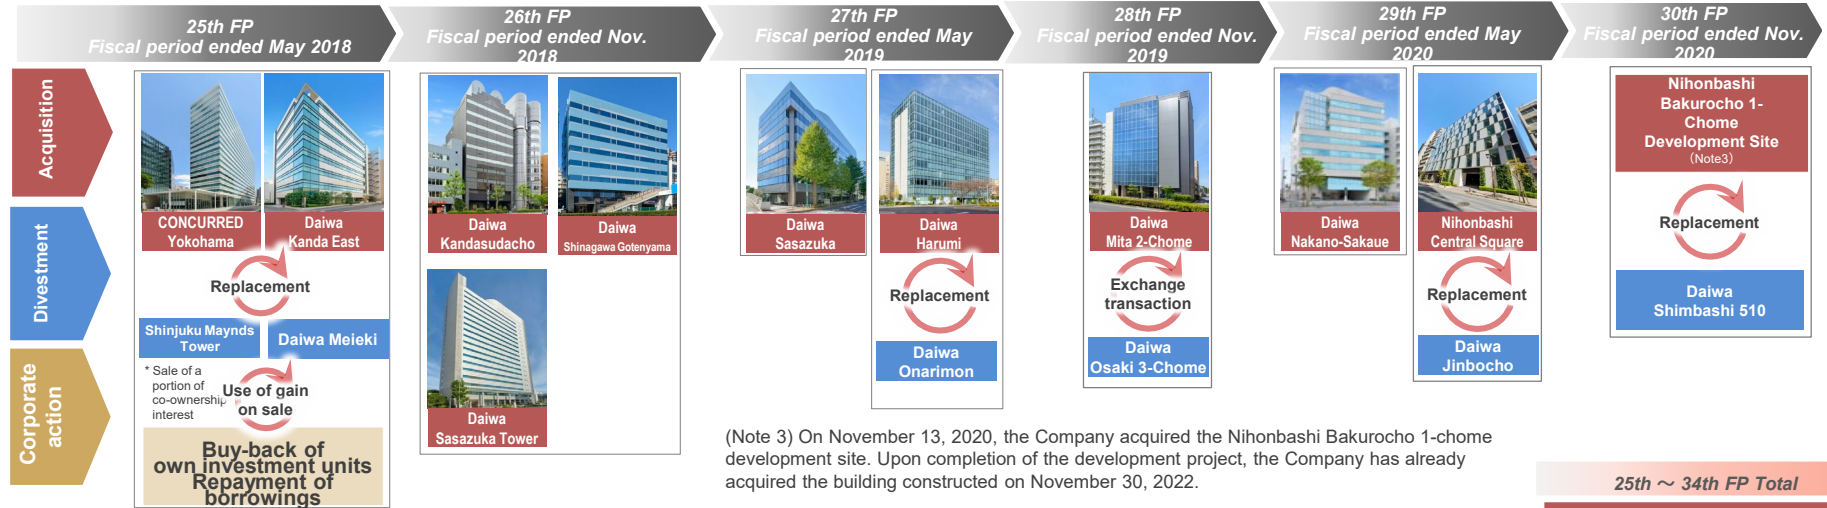 25th FP
Fiscal period ended May 2018
26th FP
Fiscal period ended Nov.
2018
27th FP
Fiscal period ended May
2019
28th FP
Fiscal period ended Nov.
2019
29th FP
Fiscal period ended May
2020
30th FP
Fiscal period ended Nov.
2020
Acquisition
Divestment
Corporate
action
CONCURRED
Yokohama
Daiwa
Kanda East
Replacement
Shinjuku Maynds
Tower
Daiwa Meieki
* Sale of a
portion of
co-ownership
interest
Use of gain
on sale
Buy-back of
own investment units
Repayment of
borrowings
Daiwa
Kandasudacho
Daiwa
Shinagawa Gotenyama
Daiwa
Sasazuka Tower
Daiwa
Sasazuka
Daiwa
Harumi
Replacement
Daiwa
Onarimon
Daiwa
Mita 2-Chome
Exchange
transaction
Daiwa
Osaki 3-Chome
Daiwa
Nakano-Sakaue
Nihonbashi
Central Square
Replacement
Daiwa
Jinbocho
Nihonbashi
Bakurocho 1-
Chome
Development Site
（Note3）
Replacement
Daiwa
Shimbashi 510
(Note 3) On November 13, 2020, the Company acquired the Nihonbashi Bakurocho 1-chome
development site. Upon completion of the development project, the Company has already
acquired the building constructed on November 30, 2022.
25th ～ 34th FP Total